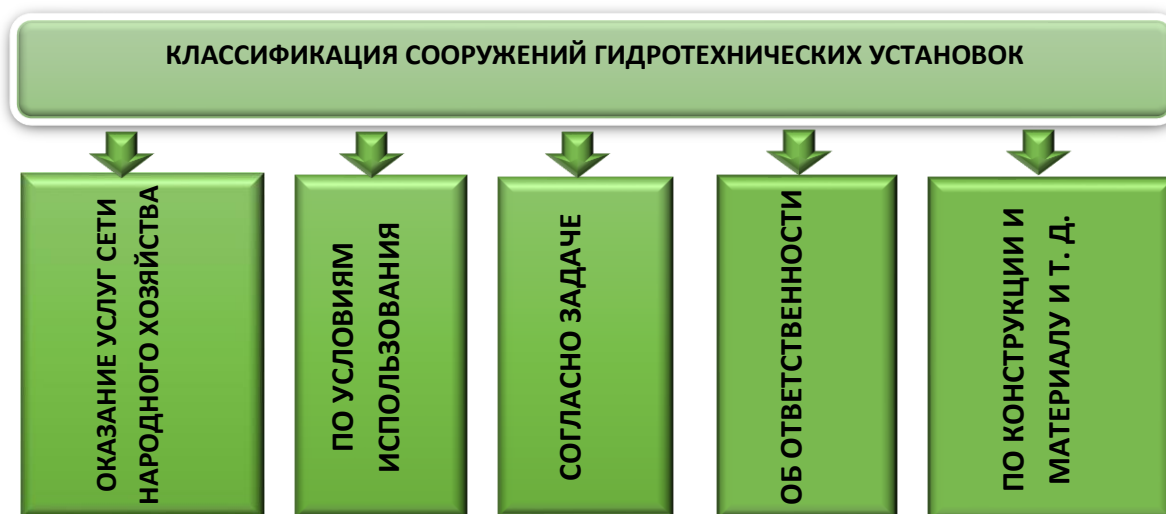 КЛАССИФИКАЦИЯ СООРУЖЕНИЙ ГИДРОТЕХНИЧЕСКИХ УСТАНОВОК
ОКАЗАНИЕ УСЛУГ СЕТИ
НАРОДНОГО ХОЗЯЙСТВА
ПО УСЛОВИЯМ
ИСПОЛЬЗОВАНИЯ
СОГЛАСНО ЗАДАЧЕ
ОБ ОТВЕТСТВЕННОСТИ
ПО КОНСТРУКЦИИ И
МАТЕРИАЛУ И Т. Д.